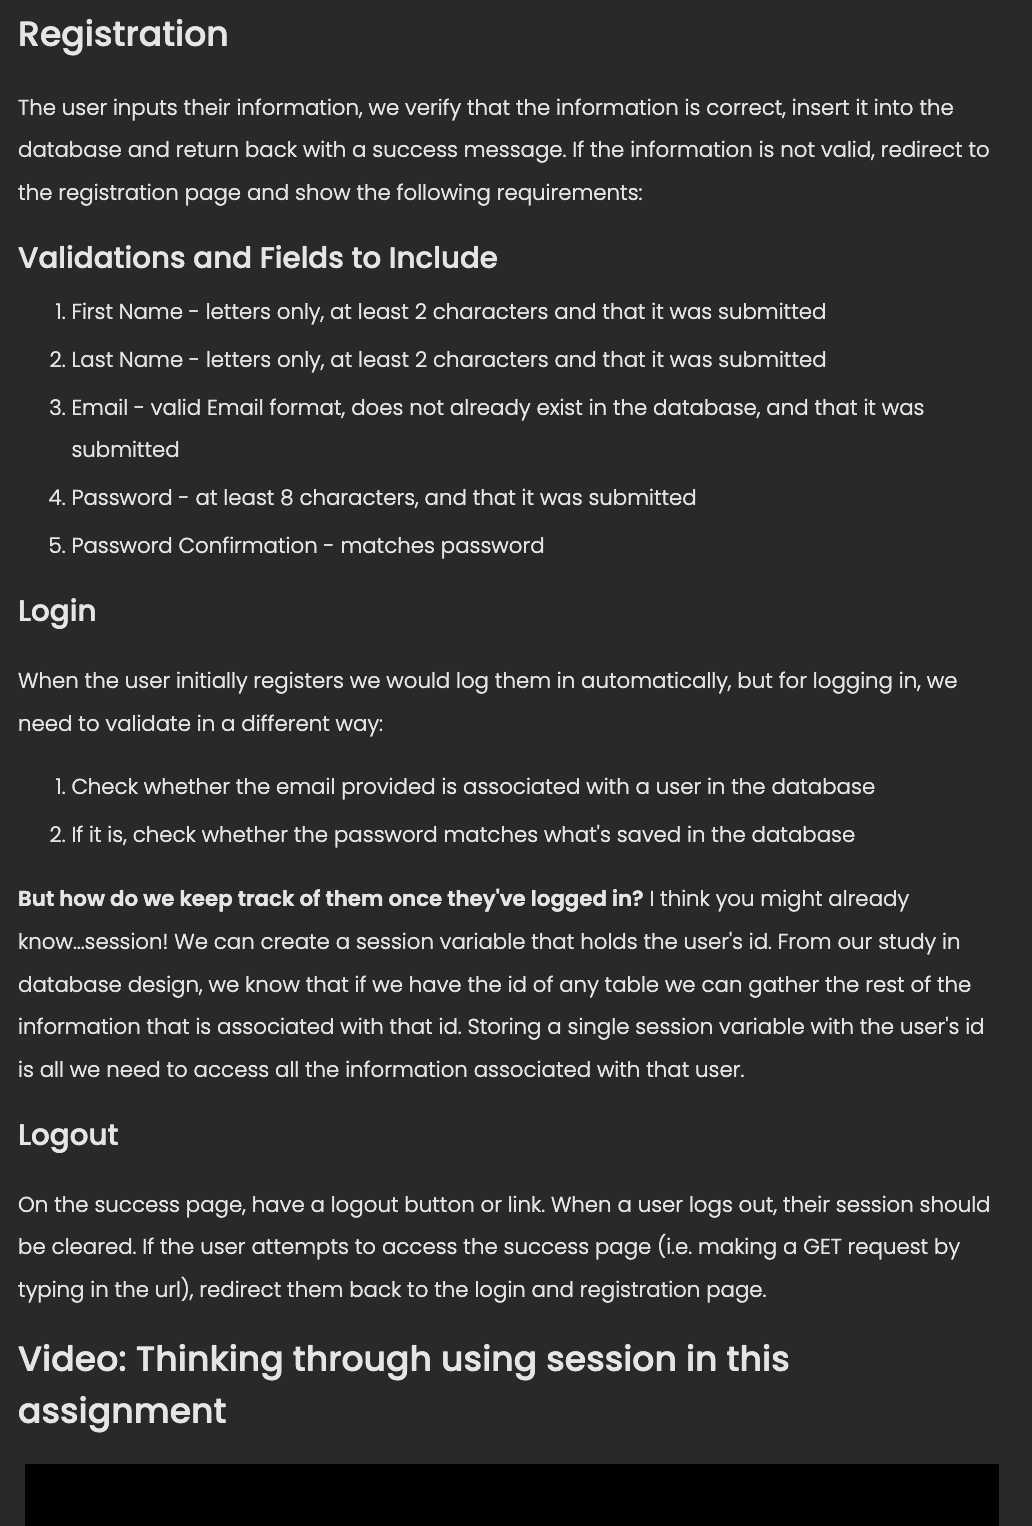 Registration
The user inputs their information, we verify that the information is correct, insert it into the
database and return back with a success message. If the information is not valid, redirect to
the registration page and show the following requirements:
Validations and Fields to Include
1. First Name - letters only, at least 2 characters and that it was submitted
2. Last Name - letters only, at least 2 characters and that it was submitted
3. Email - valid Email format, does not already exist in the database, and that it was
submitted
4. Password - at least 8 characters, and that it was submitted
5. Password Confirmation - matches password
Login
When the user initially registers we would log them in automatically, but for logging in, we
need to validate in a different way:
1. Check whether the email provided is associated with a user in the database
2. If it is, check whether the password matches what's saved in the database
But how do we keep track of them once they've logged in? I think you might already
know...session! We can create a session variable that holds the user's id. From our study in
database design, we know that if we have the id of any table we can gather the rest of the
information that is associated with that id. Storing a single session variable with the user's id
is all we need to access all the information associated with that user.
Logout
On the success page, have a logout button or link. When a user logs out, their session should
be cleared. If the user attempts to access the success page (i.e. making a GET request by
typing in the url), redirect them back to the login and registration page.
Video: Thinking through using session in this
assignment